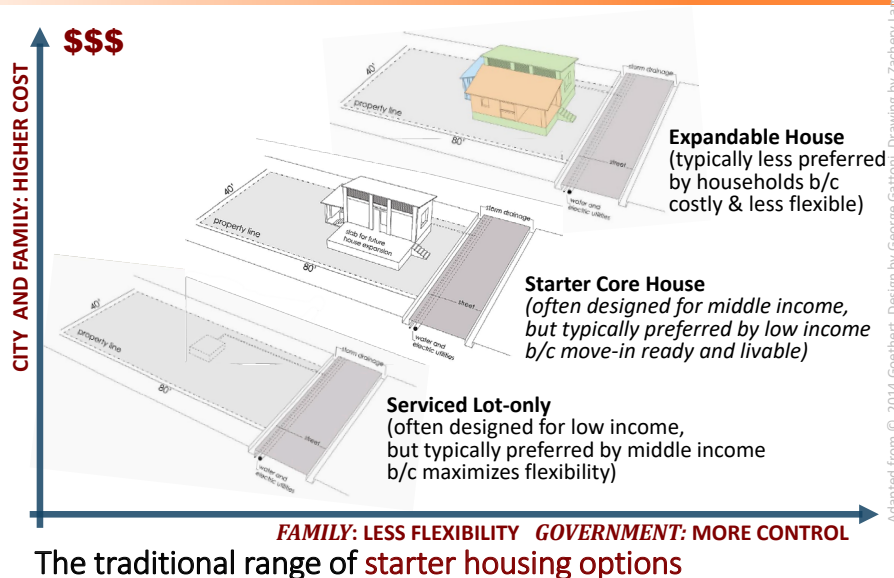 $$$
CITY AND FAMILY: HIGHER COST
40'
property line
80'
storm drainage
street
water and
electric utilities
Expandable House
(typically less preferred
by households b/c
costly & less flexible)
40'
property line
80'
slab for future
house expansion
storm drainage
street
water and
electric utilities
Starter Core House
(often designed for middle income,
but typically preferred by low income
b/c move-in ready and livable)
40'
property line
80'
storm drainage
street
water and
electric utilities
Serviced Lot-only
(often designed for low income,
but typically preferred by middle income
b/c maximizes flexibility)
FAMILY: LESS FLEXIBILITY GOVERNMENT: MORE CONTROL
The traditional range of starter housing options
Adapted from © 2014 Goethert. Design by George Gattoni. Drawing by Zachery